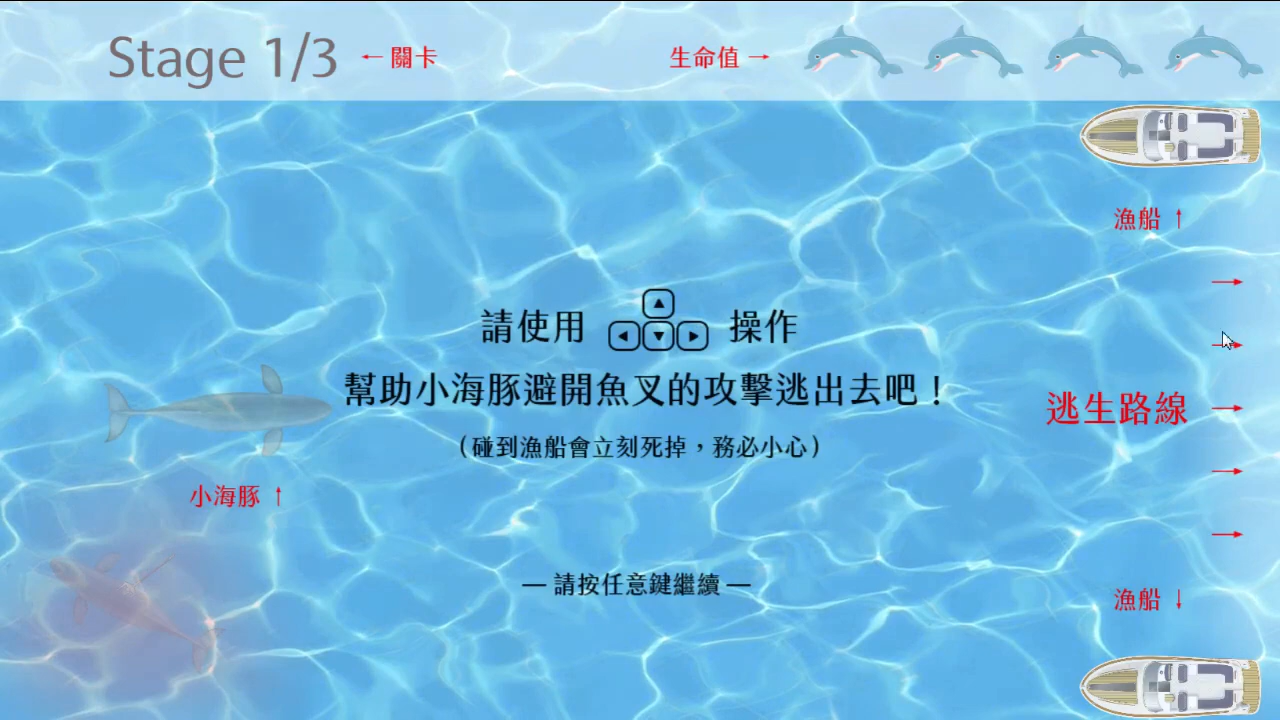 Stage 1/3 ←關卡 生命值→
漁船↑
請使用 ▲ ◀ ▼ ▶ 操作
幫助小海豚避開魚叉的攻擊逃出去吧！
逃生路線
（碰到漁船會立刻死掉，務必小心）
小海豚↑
— 請按任意鍵繼續 —
漁船↓